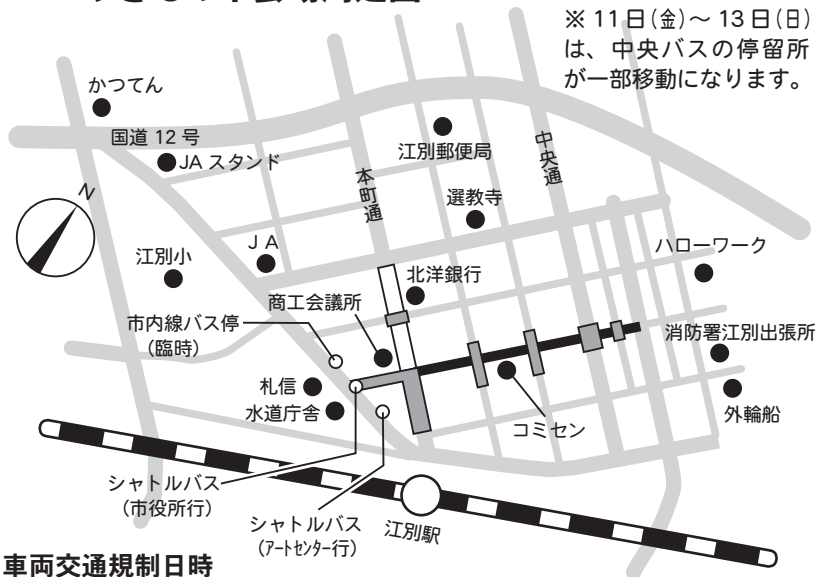 ※ 11 日(金)～ 13 日(日)
は、中央バスの停留所
が一部移動になります。
かつてん
国道 12 号
JA スタンド
江別郵便局
中央通
本町通
選教寺
N
江別小
J A
北洋銀行
ハローワーク
商工会議所
市内線バス停
(臨時)
消防署江別出張所
札信
水道庁舎
コミセン
外輪船
シャトルバス
(市役所行)
シャトルバス
(アートセンター行)
江別駅
車両交通規制日時